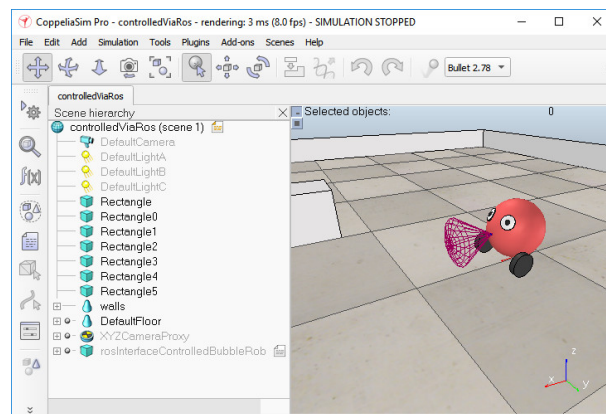 CoppeliaSim Pro - controlledViaRos - rendering: 3 ms (8.0 fps) - SIMULATION STOPPED
File Edit Add Simulation Tools Plugins Add-ons Scenes Help
Bullet 2.78
controlledViaRos
Scene hierarchy
Selected objects: 0
controlledViaRos (scene 1)
DefaultCamera
DefaultLightA
DefaultLightB
DefaultLightC
Rectangle
Rectangle0
Rectangle1
Rectangle2
Rectangle3
Rectangle4
Rectangle5
walls
DefaultFloor
XYZCameraProxy
rosInterfaceControlledBubbleRob
f(x)
z
x
y